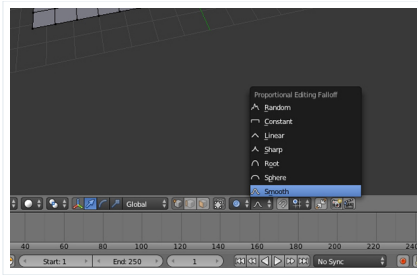 Proportional Editing Falloff
Random
Constant
Linear
Sharp
Root
Sphere
Smooth
Global
40 60 80 100 120 140 160 180 200 220 240
Start: 1 End: 250 1 No Sync